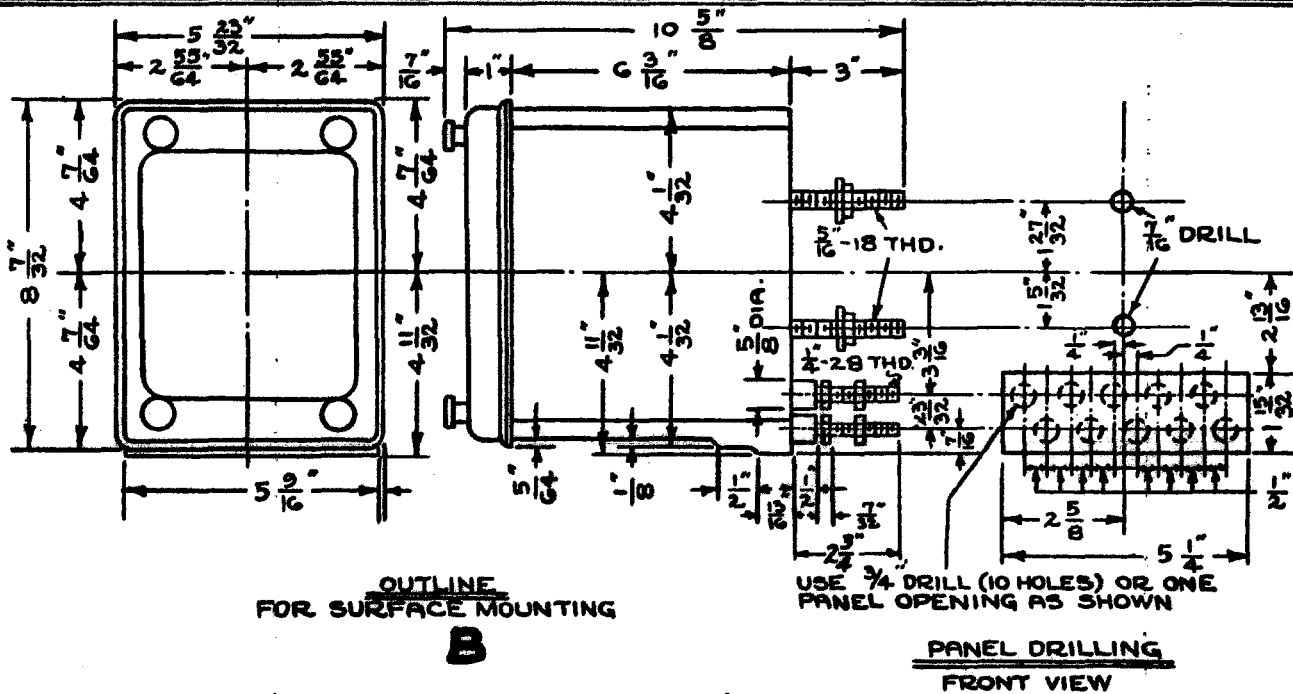 10 5/8"
5 23/32"
2 55/64" 2 55/64" 7/16" 1" 6 3/16" 3"
4 7/64" 4 7/64" 4 1/32"
8 7/32"
1 27/32" 7/16" DRILL
5/16"-18 THD.
1 5/32"
4 7/64" 4 11/32" 4 11/32" 4 1/32" 5/8" DIA. 3 3/16" 2 13/16"
1/4" 1/4"
1/4"-28 THD.
23/32" 7/16" 1 15/32"
5/64" 1/8" 1/2" 1/2" 7/32" 1/2"
5 9/16" 2 3/4" 2 5/8 5 1/4"
USE 3/4" DRILL (10 HOLES) OR ONE
PANEL OPENING AS SHOWN
OUTLINE
FOR SURFACE MOUNTING
B
PANEL DRILLING
FRONT VIEW